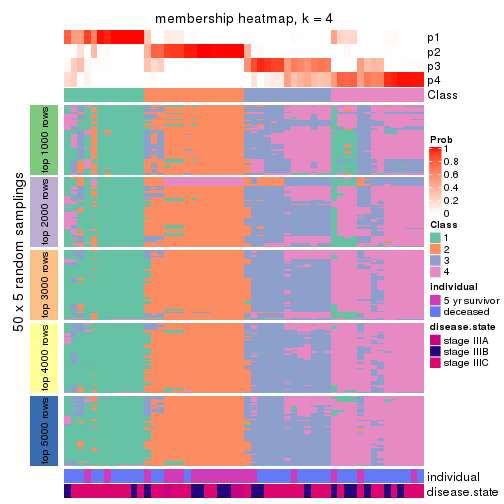 membership heatmap, k = 4
p1
p2
p3
p4
Class
50 x 5 random samplings
top 1000 rows
top 2000 rows
top 3000 rows
top 4000 rows
top 5000 rows
Prob
1
0.8
0.6
0.4
0.2
0
Class
1
2
3
4
individual
5 yr survivor
deceased
disease.state
stage IIIA
stage IIIB
stage IIIC
individual
disease.state